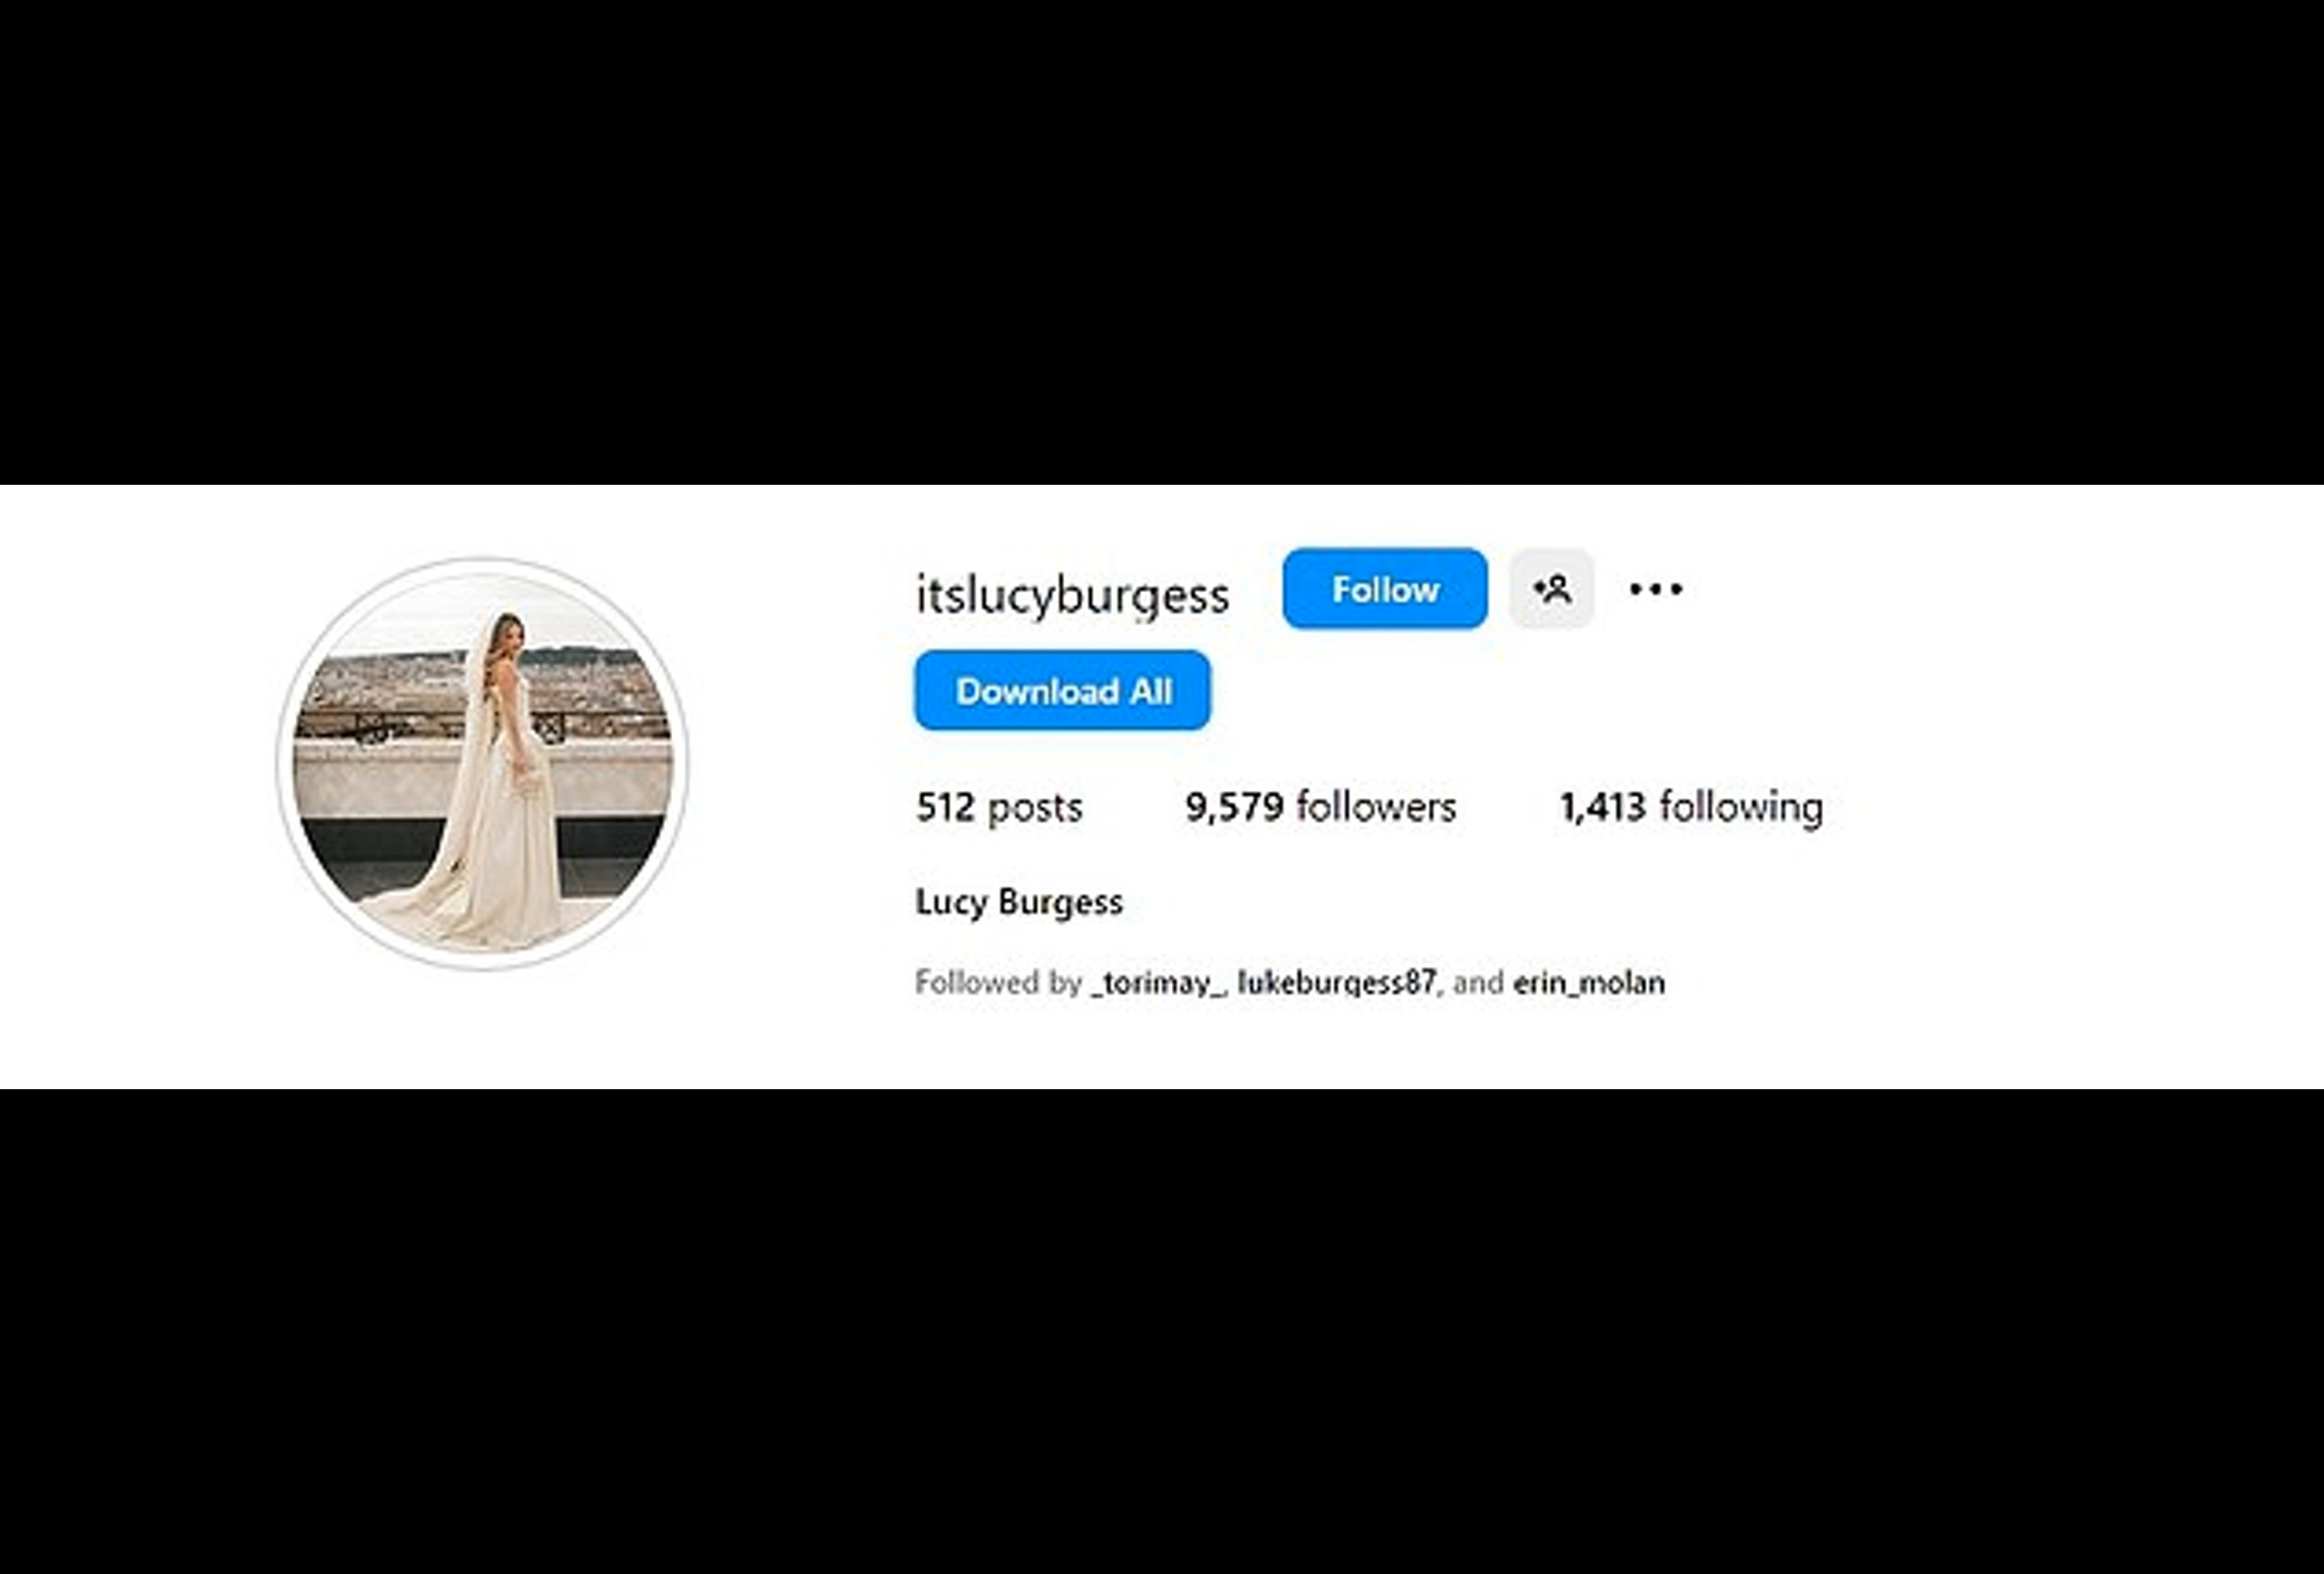 itslucyburgess Follow
Download All
512 posts 9,579 followers 1,413 following
Lucy Burgess
Followed by _torimay_, lukeburgess87, and erin_molan